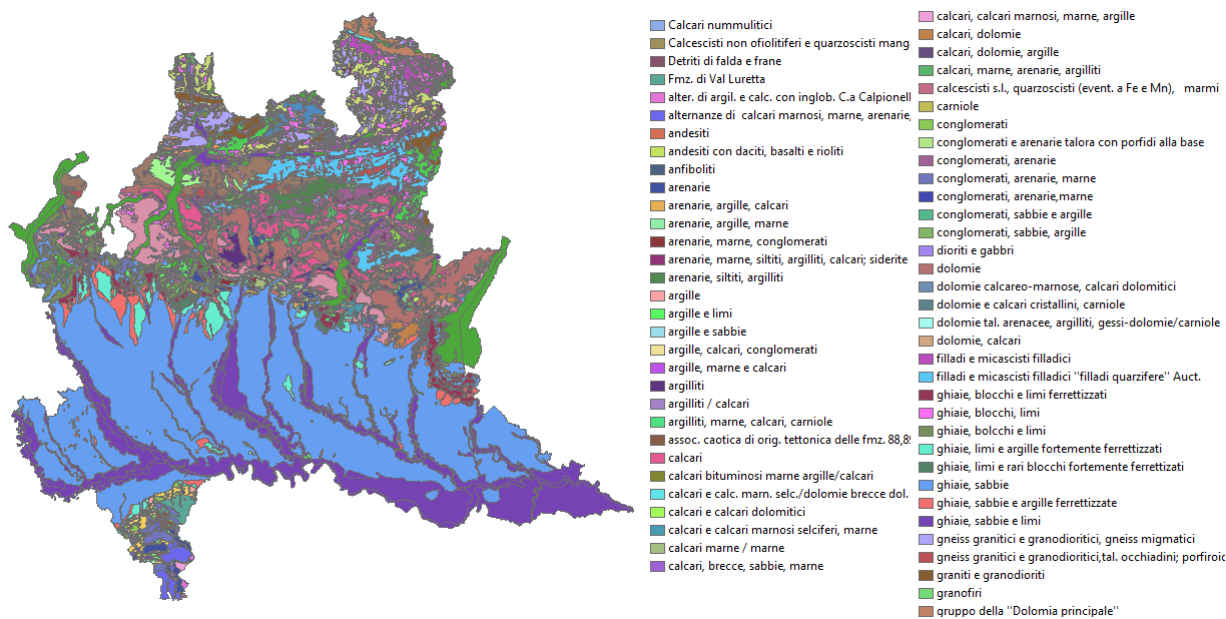 Calcari nummulitici
Calcescisti non ofiolitiferi e quarzoscisti mang
Detriti di falda e frane
Fmz. di Val Luretta
alter. di argil. e calc. con inglob. C.a Calpionell
alternanze di  calcari marnosi, marne, arenarie,
andesiti
andesiti con daciti, basalti e rioliti
anfiboliti
arenarie
arenarie, argille, calcari
arenarie, argille, marne
arenarie, marne, conglomerati
arenarie, marne, siltiti, argilliti, calcari; siderite
arenarie, siltiti, argilliti
argille
argille e limi
argille e sabbie
argille, calcari, conglomerati
argille, marne e calcari
argilliti
argilliti / calcari
argilliti, marne, calcari, carniole
assoc. caotica di orig. tettonica delle fmz. 88,8
calcari
calcari bituminosi marne argille/calcari
calcari e calc. marn. selc./dolomie brecce dol.
calcari e calcari dolomitici
calcari e calcari marnosi selciferi, marne
calcari marne / marne
calcari, brecce, sabbie, marne
calcari, calcari marnosi, marne, argille
calcari, dolomie
calcari, dolomie, argille
calcari, marne, arenarie, argilliti
calcescisti s.l., quarzoscisti (event. a Fe e Mn),  marmi
carniole
conglomerati
conglomerati e arenarie talora con porfidi alla base
conglomerati, arenarie
conglomerati, arenarie, marne
conglomerati, arenarie,marne
conglomerati, sabbie e argille
conglomerati, sabbie, argille
dioriti e gabbri
dolomie
dolomie calcareo-marnose, calcari dolomitici
dolomie e calcari cristallini, carniole
dolomie tal. arenacee, argilliti, gessi-dolomie/carniole
dolomie, calcari
filladi e micascisti filladici
filladi e micascisti filladici "filladi quarzifere" Auct.
ghiaie, blocchi e limi ferrettizzati
ghiaie, blocchi, limi
ghiaie, bolcchi e limi
ghiaie, limi e argille fortemente ferrettizzati
ghiaie, limi e rari blocchi fortemente ferrettizati
ghiaie, sabbie
ghiaie, sabbie e argille ferrettizzate
ghiaie, sabbie e limi
gneiss granitici e granodioritici, gneiss migmatici
gneiss granitici e granodioritici,tal. occhiadini; porfiroid
graniti e granodioriti
granofiri
gruppo della "Dolomia principale"